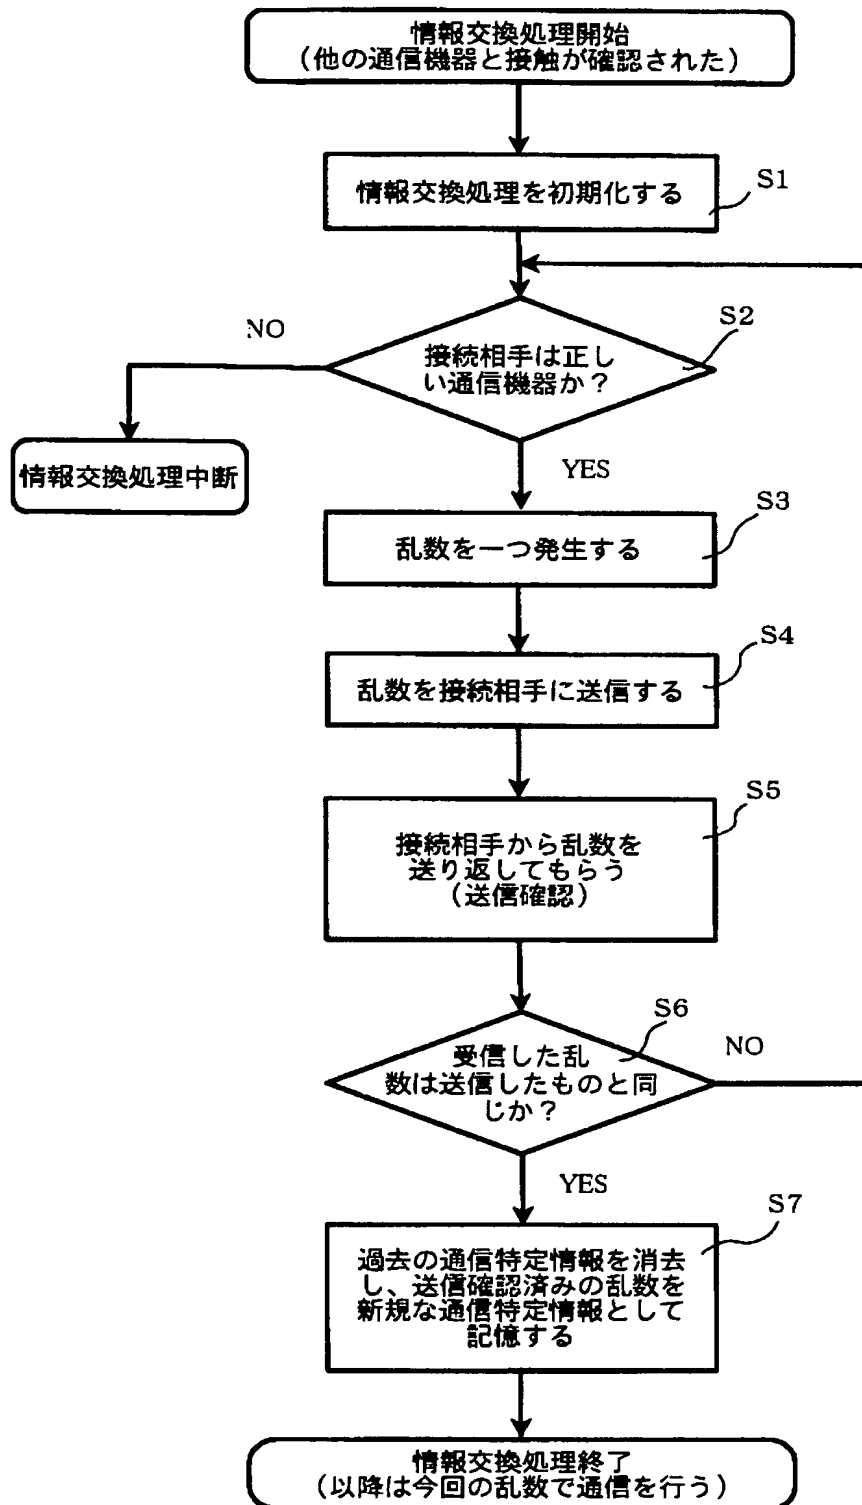 情報交換処理開始
（他の通信機器と接触が確認された）
情報交換処理を初期化する
S1
S2
NO
接続相手は正し
い通信機器か？
情報交換処理中断
YES
S3
乱数を一つ発生する
S4
乱数を接続相手に送信する
S5
接続相手から乱数を
送り返してもらう
（送信確認）
S6
NO
受信した乱
数は送信したものと同
じか？
YES
S7
過去の通信特定情報を消去
し、送信確認済みの乱数を
新規な通信特定情報として
記憶する
情報交換処理終了
（以降は今回の乱数で通信を行う）